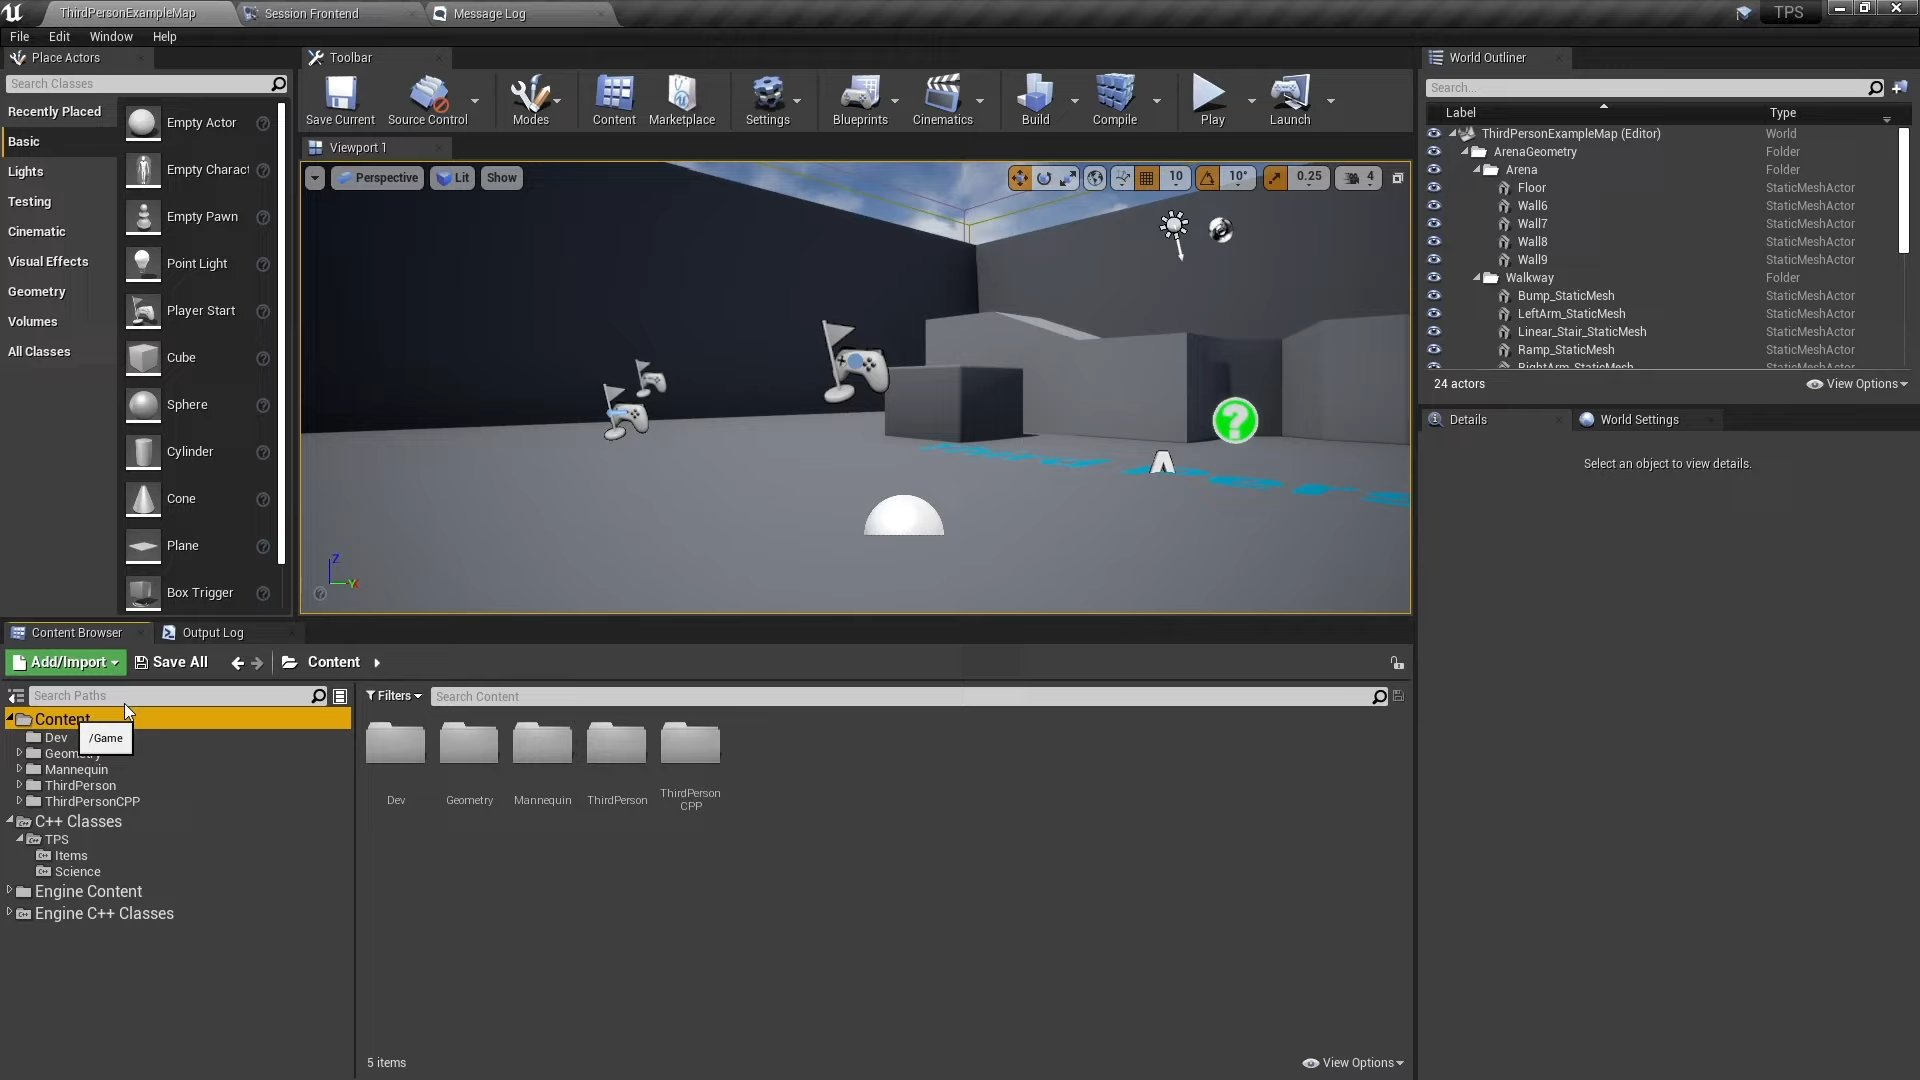 ThirdPersonExampleMap
Session Frontend
Message Log
TPS
File
Edit
Window
Help
Place Actors
Search Classes
Recently Placed
Basic
Lights
Testing
Cinematic
Visual Effects
Geometry
Volumes
All Classes
Empty Actor
Empty Charact
Empty Pawn
Point Light
Player Start
Cube
Sphere
Cylinder
Cone
Plane
Box Trigger
Toolbar
Save Current
Source Control
Modes
Content
Marketplace
Settings
Blueprints
Cinematics
Build
Compile
Play
Launch
Viewport 1
Perspective
Lit
Show
10
10°
0.25
4
Z
Y
World Outliner
Search...
Label
Type
ThirdPersonExampleMap (Editor)
World
ArenaGeometry
Folder
Arena
Folder
Floor
StaticMeshActor
Wall6
StaticMeshActor
Wall7
StaticMeshActor
Wall8
StaticMeshActor
Wall9
StaticMeshActor
Walkway
Folder
Bump_StaticMesh
StaticMeshActor
LeftArm_StaticMesh
StaticMeshActor
Linear_Stair_StaticMesh
StaticMeshActor
Ramp_StaticMesh
StaticMeshActor
RightArm_StaticMesh
StaticMeshActor
24 actors
View Options
Details
World Settings
Select an object to view details.
Content Browser
Output Log
Add/Import
Save All
Content
Search Paths
Content
/Game
Dev
Geometry
Mannequin
ThirdPerson
ThirdPersonCPP
C++ Classes
TPS
Items
Science
Engine Content
Engine C++ Classes
Filters
Search Content
Dev
Geometry
Mannequin
ThirdPerson
ThirdPerson
CPP
5 items
View Options